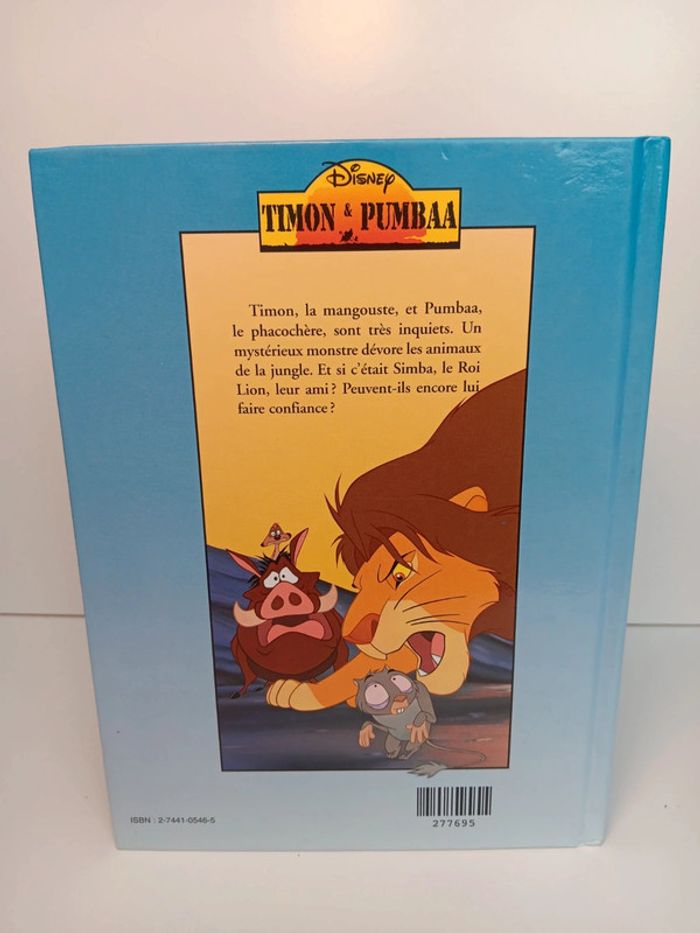 Disney
TIMON & PUMBAA
Timon, la mangouste, et Pumbaa,
le phacochère, sont très inquiets. Un
mystérieux monstre dévore les animaux
de la jungle. Et si c'était Simba, le Roi
Lion, leur ami ? Peuvent-ils encore lui
faire confiance ?
ISBN : 2-7441-0546-5
277695